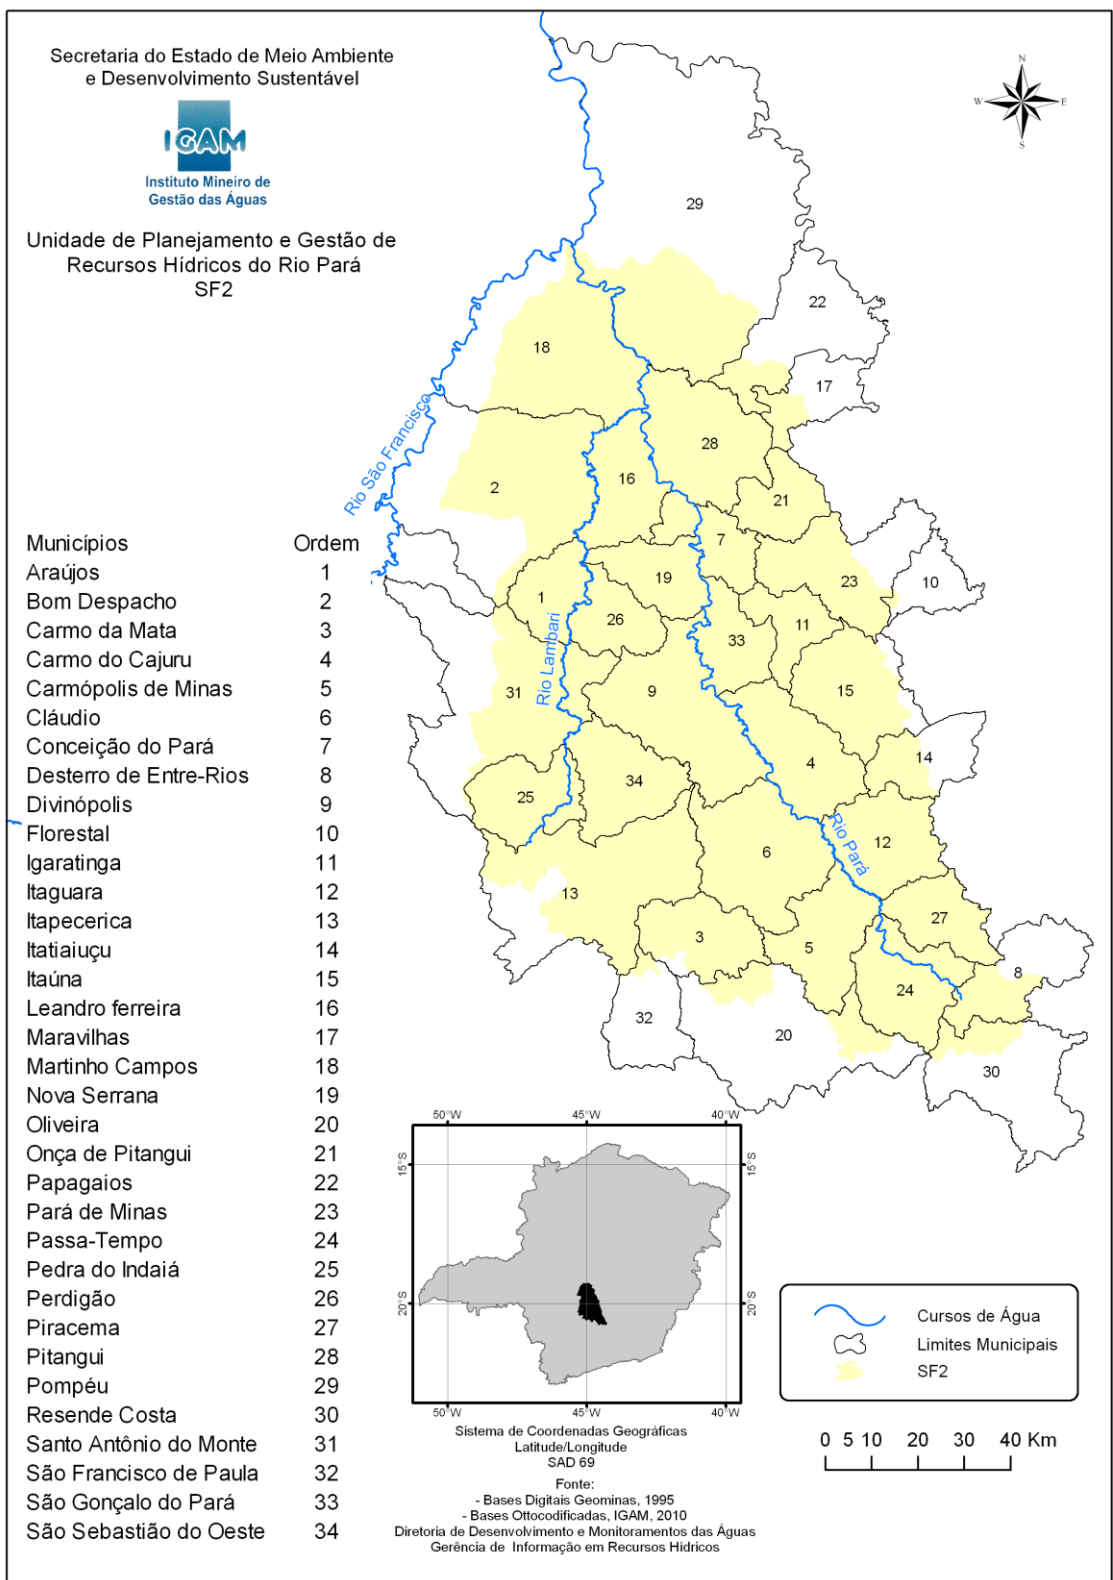 Secretaria do Estado de Meio Ambiente
e Desenvolvimento Sustentável
IGAM
Instituto Mineiro de
Gestão das Águas
Unidade de Planejamento e Gestão de
Recursos Hídricos do Rio Pará
SF2
N
W E
S
29
22
18
17
Rio São Francisco
28
2
16
21
7
19
23
10
1
26
11
33
Rio Lambari
31
9
15
14
4
34
25
Rio Pará
12
6
13
27
3
5
8
24
32
20
30
Municípios Ordem
Araújos 1
Bom Despacho 2
Carmo da Mata 3
Carmo do Cajuru 4
Carmópolis de Minas 5
Cláudio 6
Conceição do Pará 7
Desterro de Entre-Rios 8
Divinópolis 9
Florestal 10
Igaratinga 11
Itaguara 12
Itapecerica 13
Itatiaiuçu 14
Itaúna 15
Leandro ferreira 16
Maravilhas 17
Martinho Campos 18
Nova Serrana 19
Oliveira 20
Onça de Pitangui 21
Papagaios 22
Pará de Minas 23
Passa-Tempo 24
Pedra do Indaiá 25
Perdigão 26
Piracema 27
Pitangui 28
Pompéu 29
Resende Costa 30
Santo Antônio do Monte 31
São Francisco de Paula 32
São Gonçalo do Pará 33
São Sebastião do Oeste 34
50°W 45°W 40°W
15°S 15°S
20°S 20°S
50°W 45°W 40°W
Sistema de Coordenadas Geográficas
Latitude/Longitude
SAD 69
Fonte:
- Bases Digitais Geominas, 1995
- Bases Ottocodificadas, IGAM, 2010
Diretoria de Desenvolvimento e Monitoramentos das Águas
Gerência de Informação em Recursos Hidricos
Cursos de Água
Limites Municipais
SF2
0 5 10 20 30 40 Km